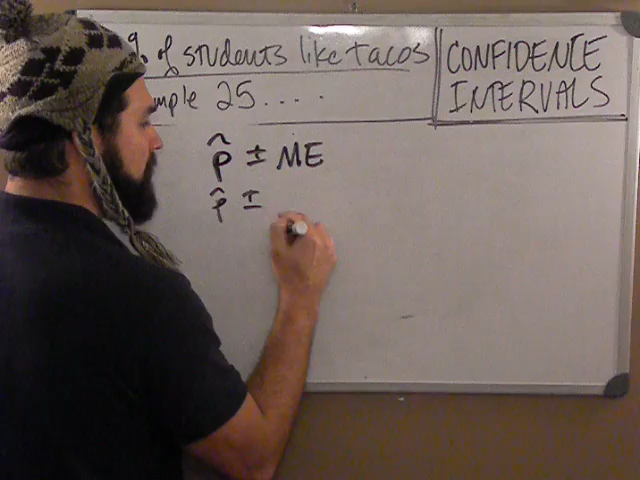 % of students like tacos
mple 25.....
CONFIDENCE
INTERVALS
p̂ ± ME
p̂ ±